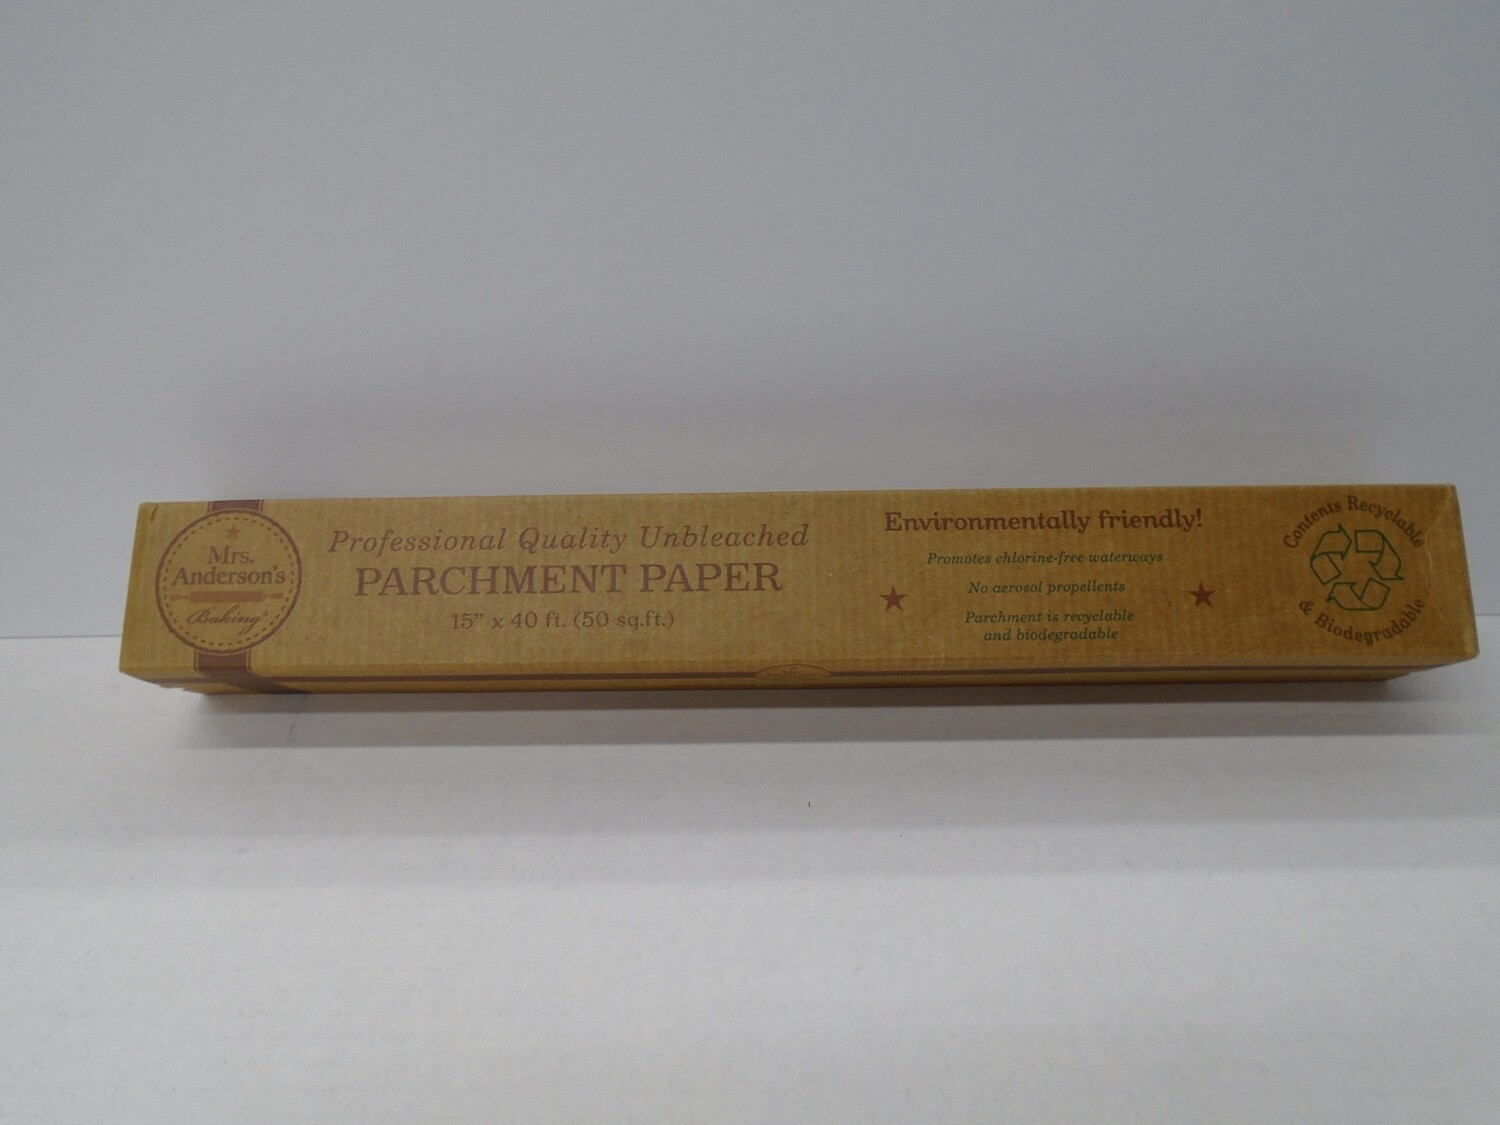 Mrs.
Anderson's
Baking®
Professional Quality Unbleached
PARCHMENT PAPER
15" x 40 ft. (50 sq.ft.)
Environmentally friendly!
Promotes chlorine-free waterways
No aerosol propellents
Parchment is recyclable
and biodegradable
Contents Recyclable
& Biodegradable